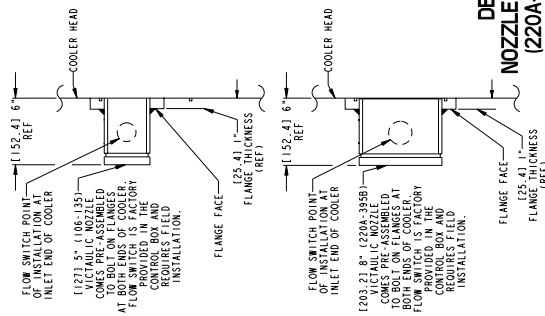 [152.4] 6"
REF
COOLER HEAD
FLOW SWITCH POINT
OF INSTALLATION AT
INLET END OF COOLER
[127] 5" (106-135)
VICTAULIC NOZZLE
COMES PRE-ASSEMBLED
TO BOLT ON FLANGES
AT BOTH ENDS OF COOLER.
FLOW SWITCH IS FACTORY
PROVIDED IN THE
CONTROL BOX AND
REQUIRES FIELD
INSTALLATION.
FLANGE FACE
[25.4] 1"
FLANGE THICKNESS
(REF)
[152.4] 6"
REF
COOLER HEAD
FLOW SWITCH POINT
OF INSTALLATION AT
INLET END OF COOLER
[203.2] 8" (220A-395B)
VICTAULIC NOZZLE
COMES PRE-ASSEMBLED
TO BOLT ON FLANGES AT
BOTH ENDS OF COOLER.
FLOW SWITCH IS FACTORY
PROVIDED IN THE
CONTROL BOX AND
REQUIRES FIELD
INSTALLATION.
FLANGE FACE
[25.4] 1"
FLANGE THICKNESS
(REF)
DE
NOZZLE
(220A-